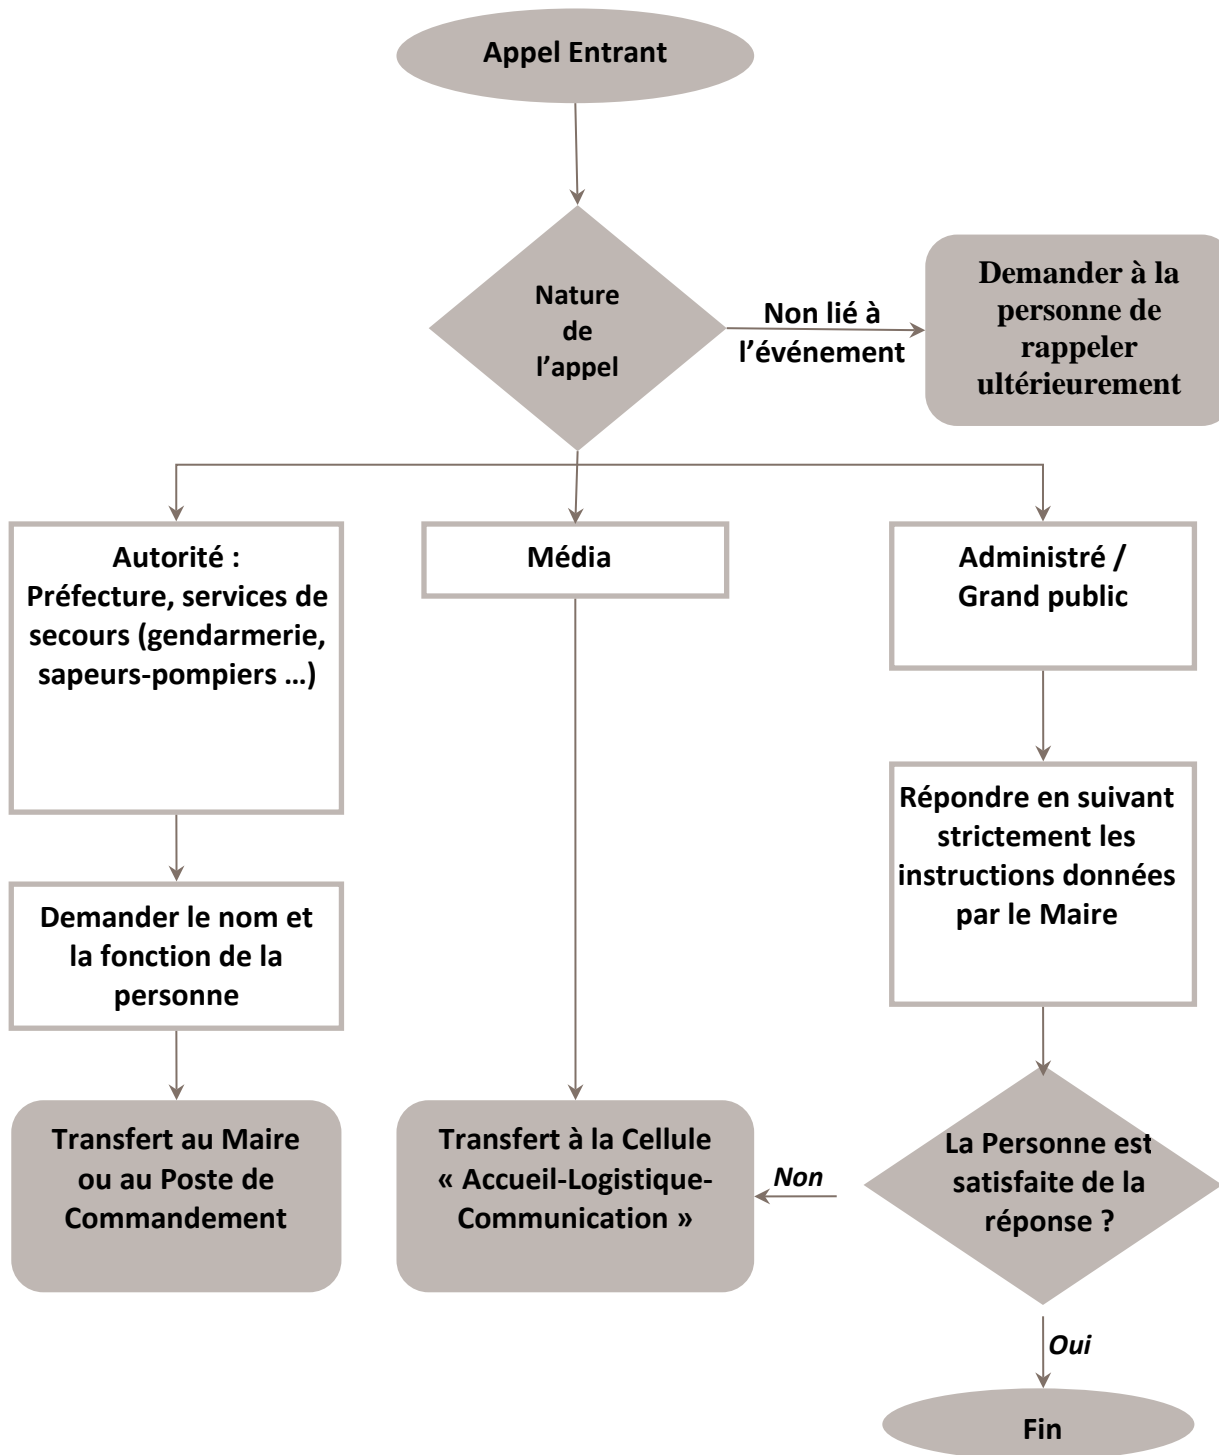 Appel Entrant
Nature
de
l’appel
Non lié à
l’événement
Demander à la
personne de
rappeler
ultérieurement
Autorité :
Préfecture, services de
secours (gendarmerie,
sapeurs-pompiers …)
Média
Administré /
Grand public
Répondre en suivant
strictement les
instructions données
par le Maire
Demander le nom et
la fonction de la
personne
Transfert au Maire
ou au Poste de
Commandement
Transfert à la Cellule
« Accueil-Logistique-
Communication »
Non
La Personne est
satisfaite de la
réponse ?
Oui
Fin